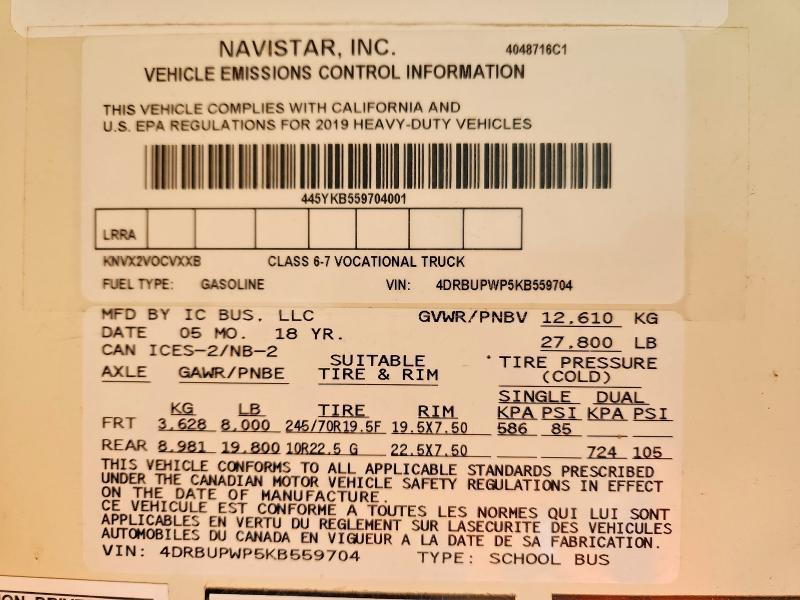 NAVISTAR, INC. 4048716C1
VEHICLE EMISSIONS CONTROL INFORMATION
THIS VEHICLE COMPLIES WITH CALIFORNIA AND
U.S. EPA REGULATIONS FOR 2019 HEAVY-DUTY VEHICLES
445YKB559704001
LRRA
KNVX2VOCVXXB CLASS 6-7 VOCATIONAL TRUCK
FUEL TYPE: GASOLINE VIN: 4DRBUPWP5KB559704
MFD BY IC BUS, LLC GVWR/PNBV 12,610 KG
DATE 05 MO. 18 YR. 27,800 LB
CAN ICES-2/NB-2 SUITABLE TIRE PRESSURE
AXLE GAWR/PNBE TIRE & RIM (COLD)
SINGLE DUAL
KG LB TIRE RIM KPA PSI KPA PSI
FRT 3,628 8,000 245/70R19.5F 19.5X7.50 586 85
REAR 8,981 19,800 10R22.5 G 22.5X7.50 724 105
THIS VEHICLE CONFORMS TO ALL APPLICABLE STANDARDS PRESCRIBED
UNDER THE CANADIAN MOTOR VEHICLE SAFETY REGULATIONS IN EFFECT
ON THE DATE OF MANUFACTURE.
CE VEHICULE EST CONFORME A TOUTES LES NORMES QUI LUI SONT
APPLICABLES EN VERTU DU REGLEMENT SUR LASECURITE DES VEHICULES
AUTOMOBILES DU CANADA EN VIGUEUR A LA DATE DE SA FABRICATION.
VIN: 4DRBUPWP5KB559704 TYPE: SCHOOL BUS